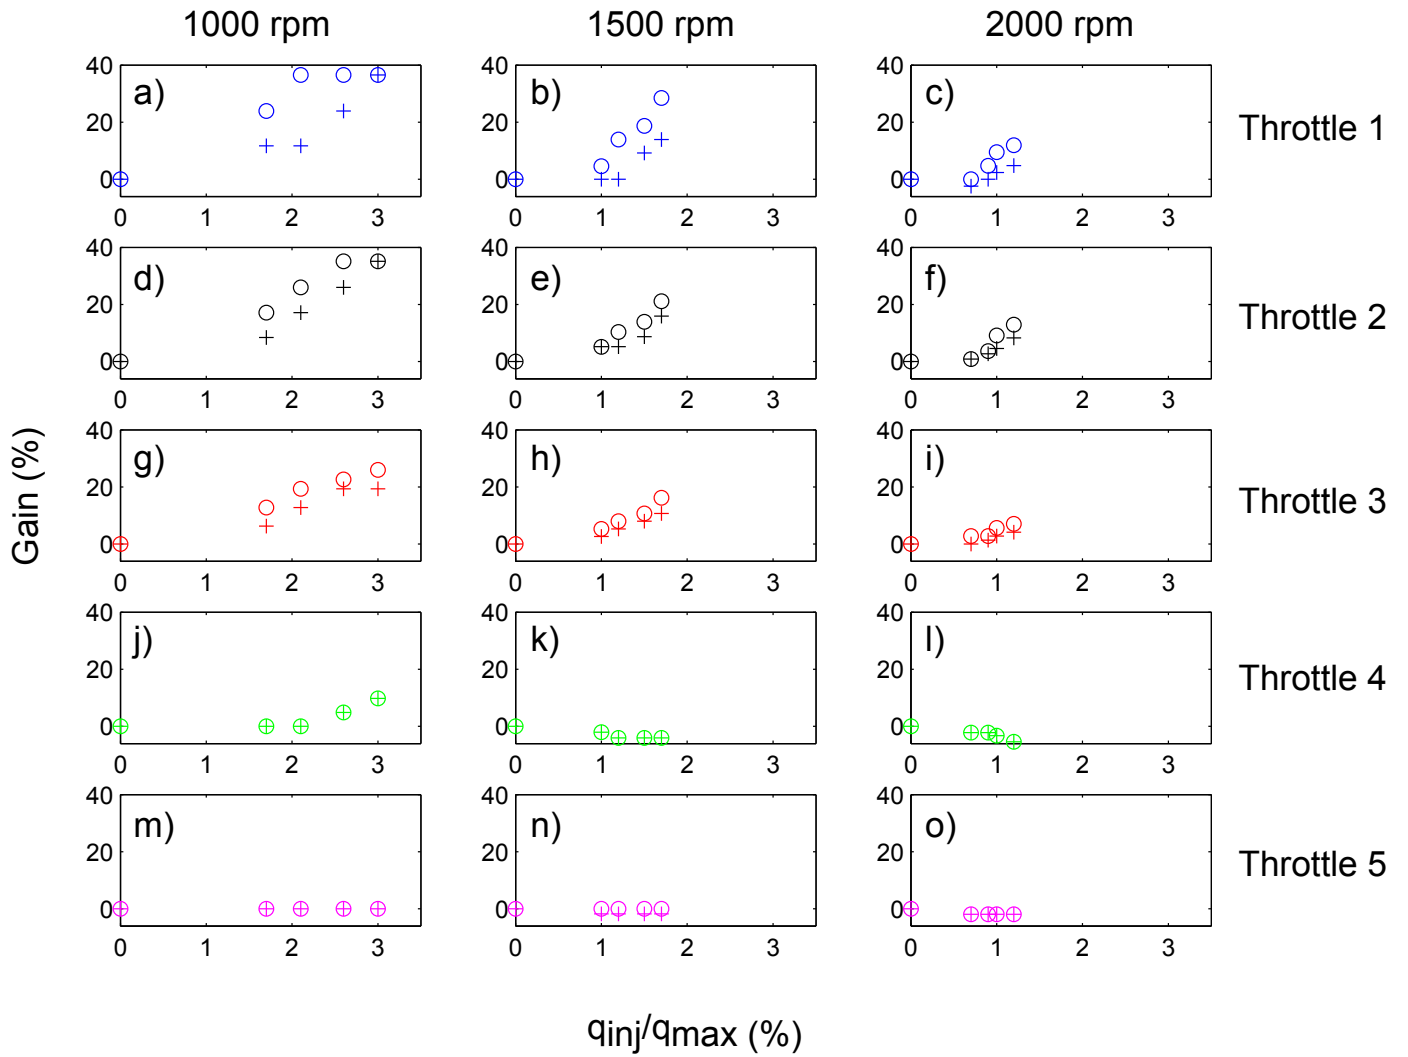 1000 rpm 1500 rpm 2000 rpm
40 40 40
a) b) c)
Throttle 1
20 20 20
0 0 0
0 1 2 3 0 1 2 3 0 1 2 3
40 40 40
d) e) f)
Throttle 2
20 20 20
0 0 0
0 1 2 3 0 1 2 3 0 1 2 3
Gain (%)
40 40 40
g) h) i)
Throttle 3
20 20 20
0 0 0
0 1 2 3 0 1 2 3 0 1 2 3
40 40 40
j) k) l)
Throttle 4
20 20 20
0 0 0
0 1 2 3 0 1 2 3 0 1 2 3
40 40 40
m) n) o)
Throttle 5
20 20 20
0 0 0
0 1 2 3 0 1 2 3 0 1 2 3
qinj/qmax (%)